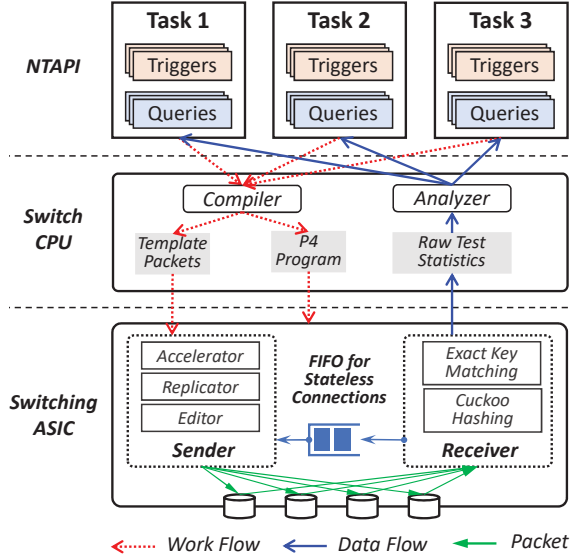 Task 1
Task 2
Task 3
NTAPI
Triggers
Triggers
Triggers
Queries
Queries
Queries
Switch
CPU
Compiler
Analyzer
Template
Packets
P4
Program
Raw Test
Statistics
Switching
ASIC
Accelerator
Replicator
Editor
Sender
FIFO for
Stateless
Connections
Exact Key
Matching
Cuckoo
Hashing
Receiver
Work Flow
Data Flow
Packet